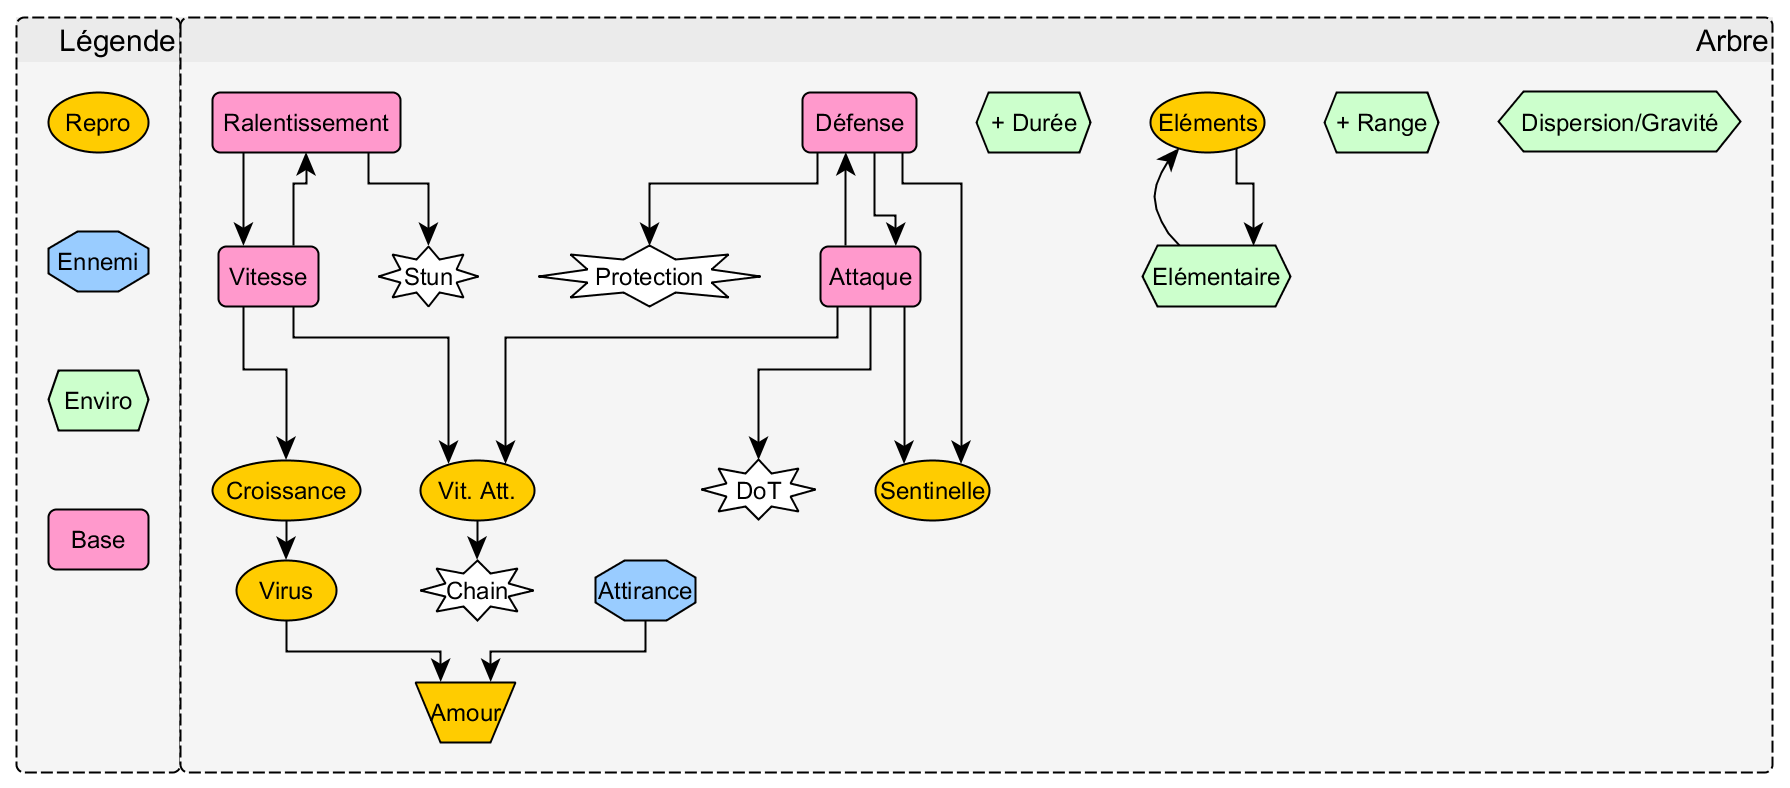 Légende
Repro
Ennemi
Enviro
Base
Arbre
Ralentissement
Défense
+ Durée
Eléments
+ Range
Dispersion/Gravité
Vitesse
Stun
Protection
Attaque
Elémentaire
Croissance
Vit. Att.
DoT
Sentinelle
Virus
Chain
Attirance
Amour